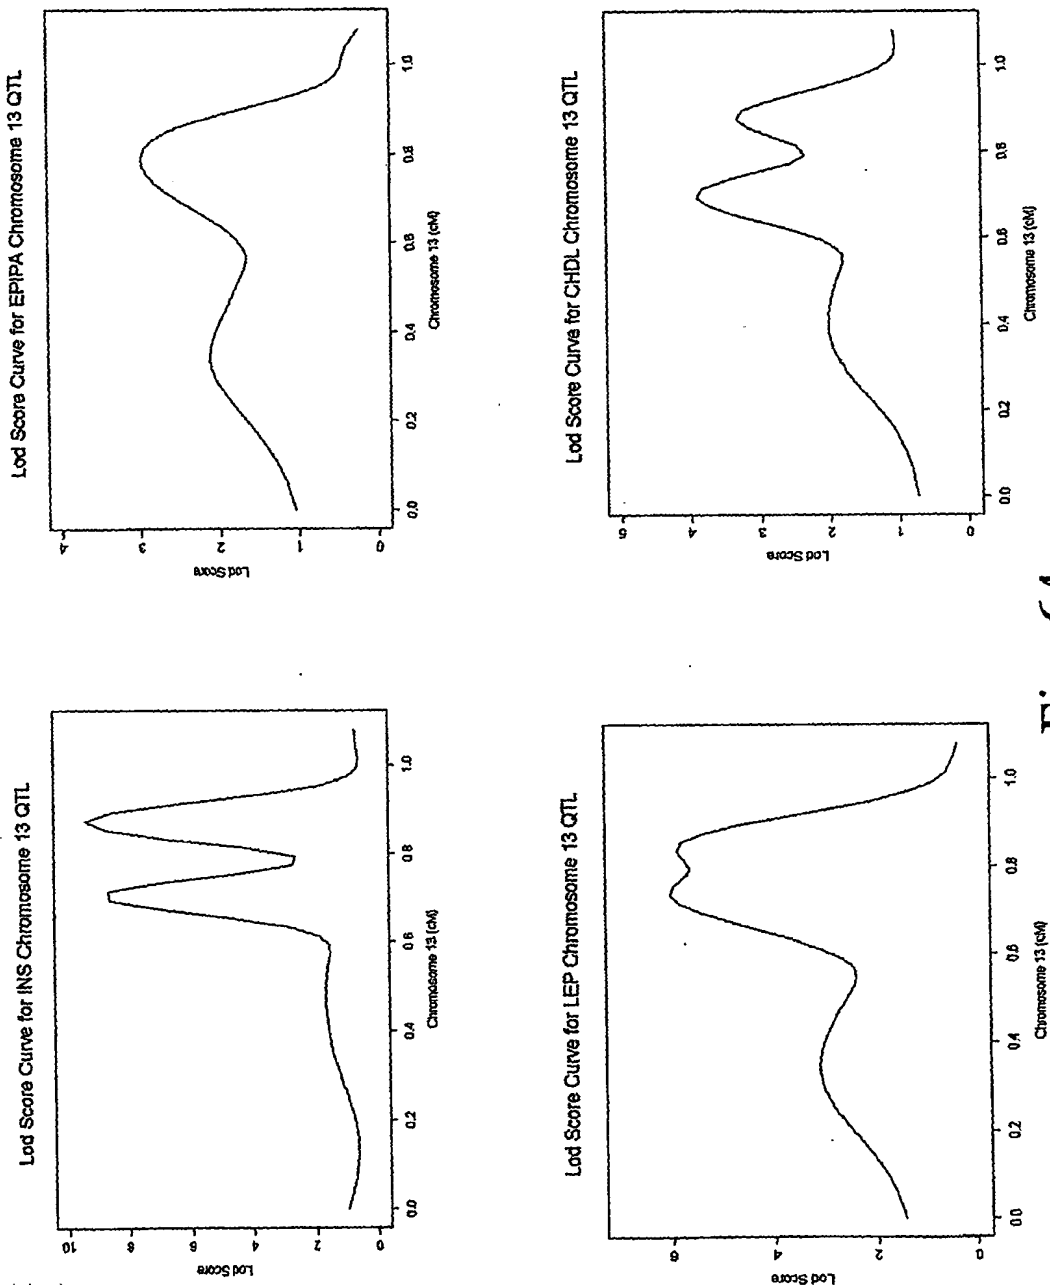 Lod Score Curve for INS Chromosome 13 QTL
10
8
6
4
2
0
Lod Score
0.0 0.2 0.4 0.6 0.8 1.0
Chromosome 13 (cM)
Lod Score Curve for EPIPA Chromosome 13 QTL
4
3
2
1
0
Lod Score
0.0 0.2 0.4 0.6 0.8 1.0
Chromosome 13 (cM)
Lod Score Curve for LEP Chromosome 13 QTL
6
4
2
0
Lod Score
0.0 0.2 0.4 0.6 0.8 1.0
Chromosome 13 (cM)
Lod Score Curve for CHDL Chromosome 13 QTL
5
4
3
2
1
0
Lod Score
0.0 0.2 0.4 0.6 0.8 1.0
Chromosome 13 (cM)